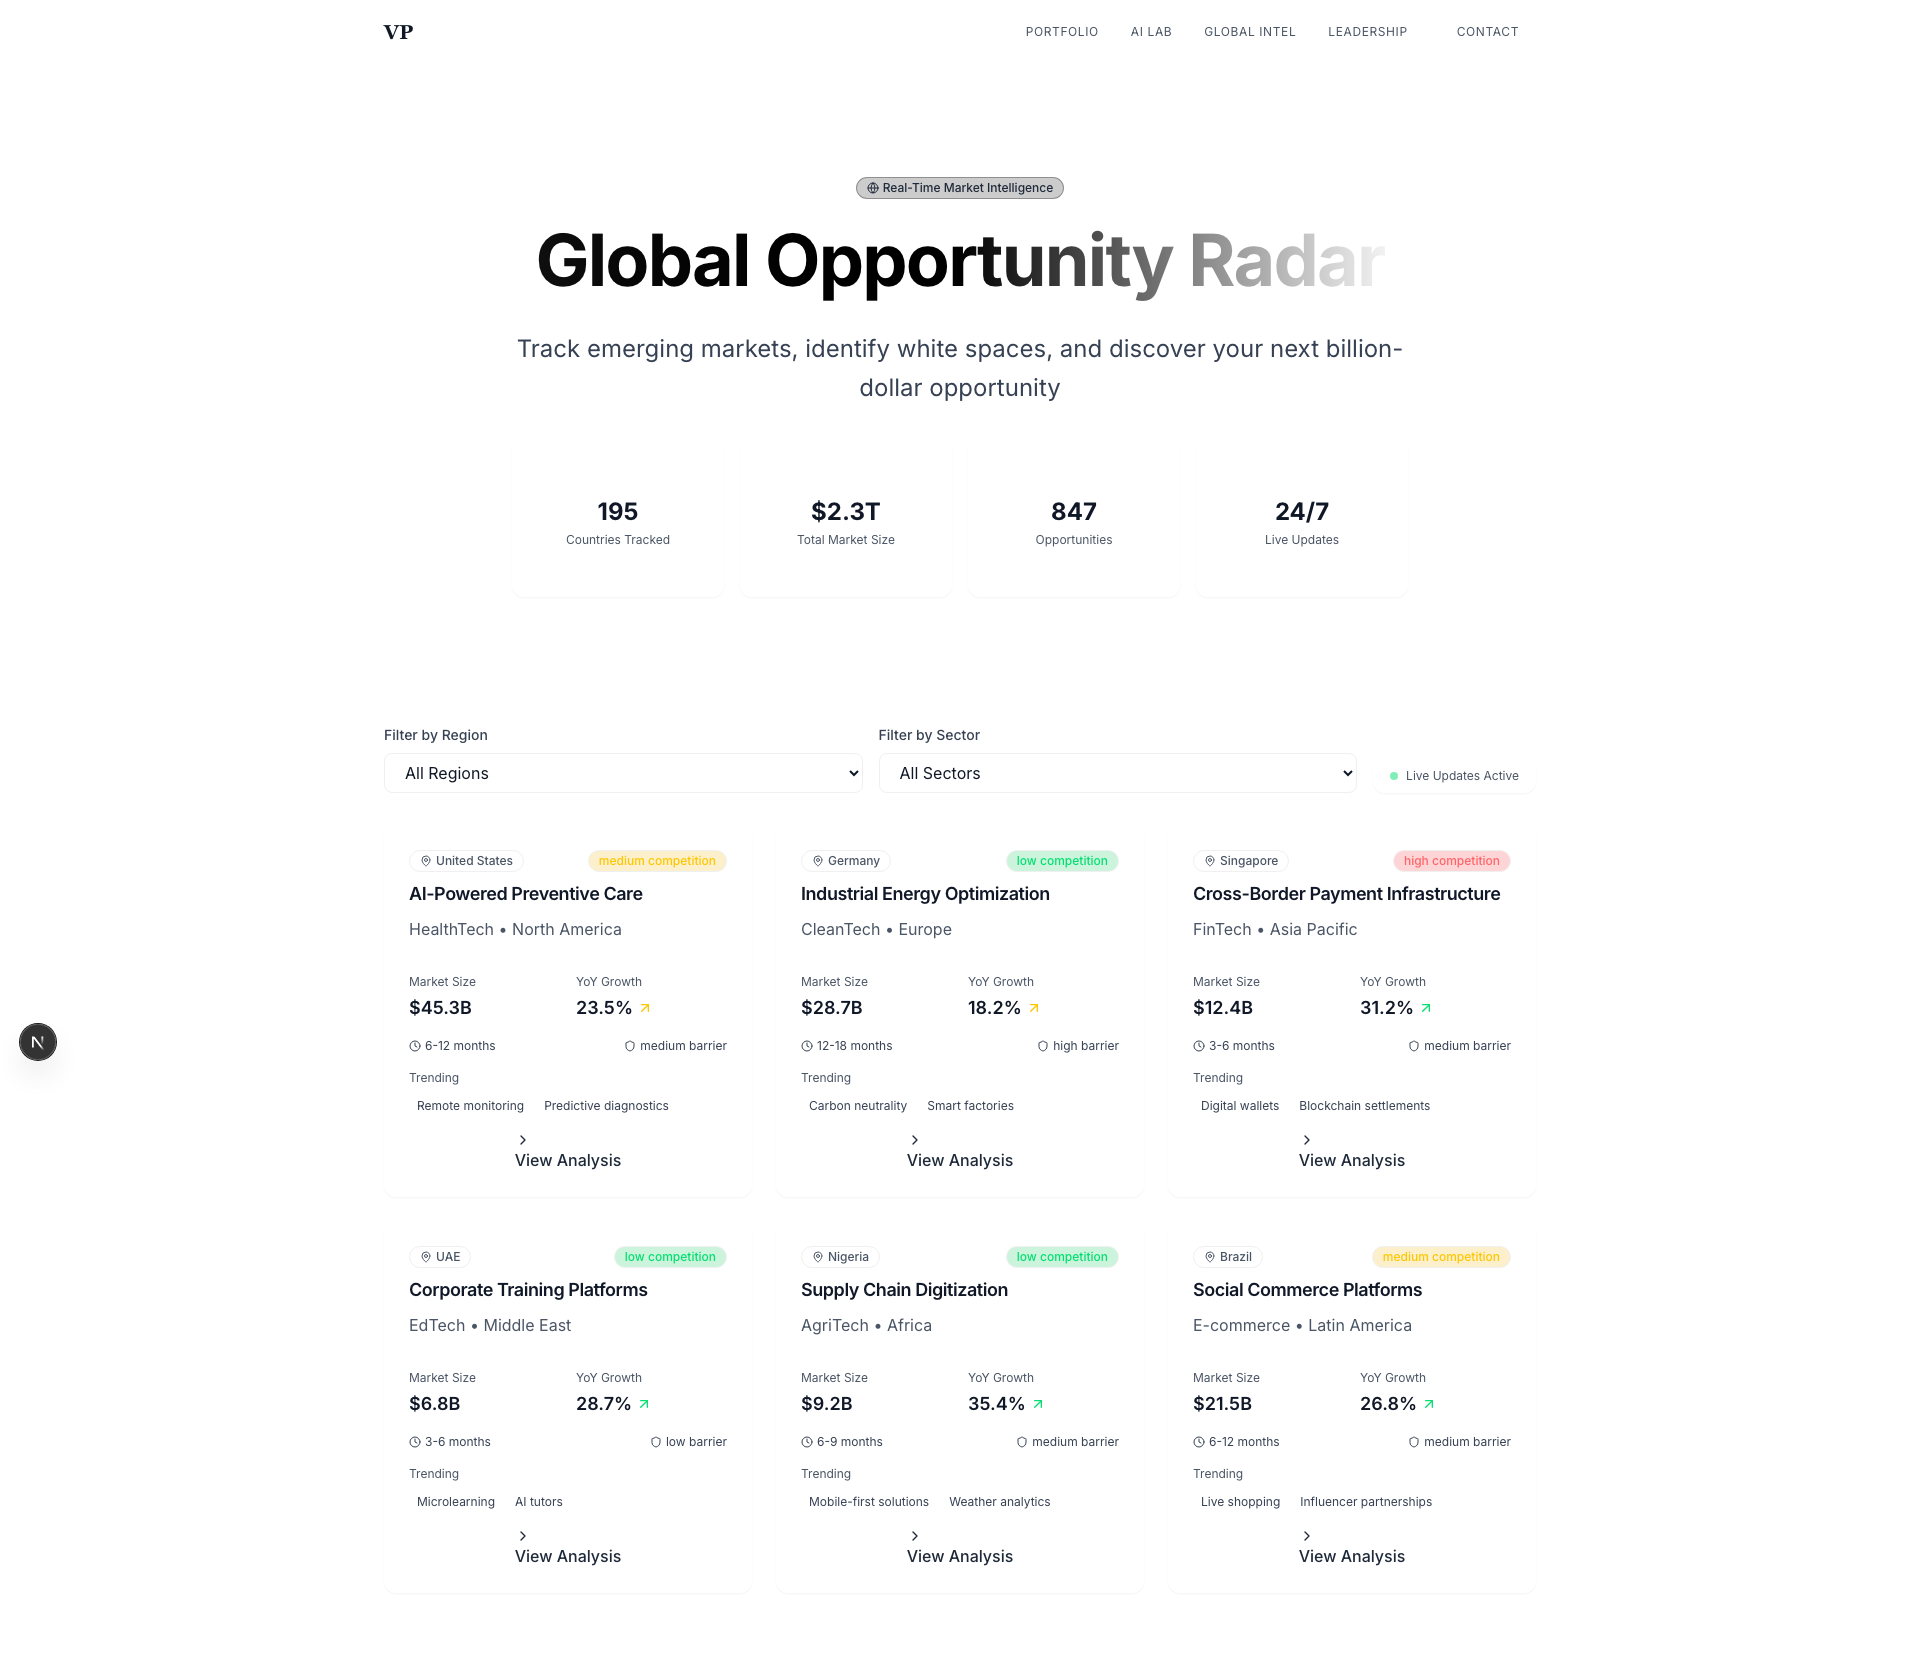 VP
PORTFOLIO AI LAB GLOBAL INTEL LEADERSHIP CONTACT
Real-Time Market Intelligence
Global Opportunity Radar
Track emerging markets, identify white spaces, and discover your next billion-
dollar opportunity
195
Countries Tracked
$2.3T
Total Market Size
847
Opportunities
24/7
Live Updates
Filter by Region
All Regions
Filter by Sector
All Sectors
Live Updates Active
United States medium competition
AI-Powered Preventive Care
HealthTech • North America
Market Size YoY Growth
$45.3B 23.5%
6-12 months medium barrier
Trending
Remote monitoring Predictive diagnostics
View Analysis
Germany low competition
Industrial Energy Optimization
CleanTech • Europe
Market Size YoY Growth
$28.7B 18.2%
12-18 months high barrier
Trending
Carbon neutrality Smart factories
View Analysis
Singapore high competition
Cross-Border Payment Infrastructure
FinTech • Asia Pacific
Market Size YoY Growth
$12.4B 31.2%
3-6 months medium barrier
Trending
Digital wallets Blockchain settlements
View Analysis
N
UAE low competition
Corporate Training Platforms
EdTech • Middle East
Market Size YoY Growth
$6.8B 28.7%
3-6 months low barrier
Trending
Microlearning AI tutors
View Analysis
Nigeria low competition
Supply Chain Digitization
AgriTech • Africa
Market Size YoY Growth
$9.2B 35.4%
6-9 months medium barrier
Trending
Mobile-first solutions Weather analytics
View Analysis
Brazil medium competition
Social Commerce Platforms
E-commerce • Latin America
Market Size YoY Growth
$21.5B 26.8%
6-12 months medium barrier
Trending
Live shopping Influencer partnerships
View Analysis